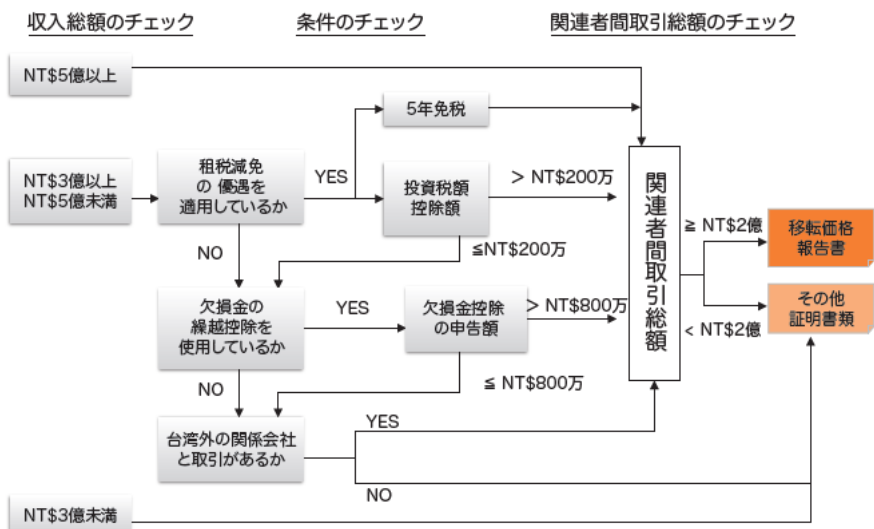 収入総額のチェック
条件のチェック
関連者間取引総額のチェック
NT$5億以上
5年免税
NT$3億以上
NT$5億未満
租税減免
の 優遇を
適用しているか
YES
投資税額
控除額
> NT$200万
NO
≦NT$200万
欠損金の
繰越控除を
使用しているか
YES
欠損金控除
の申告額
> NT$800万
NO
≦ NT$800万
関連者間取引総額
≧ NT$2億
移転価格
報告書
< NT$2億
その他
証明書類
台湾外の関係会社
と取引があるか
YES
NO
NT$3億未満